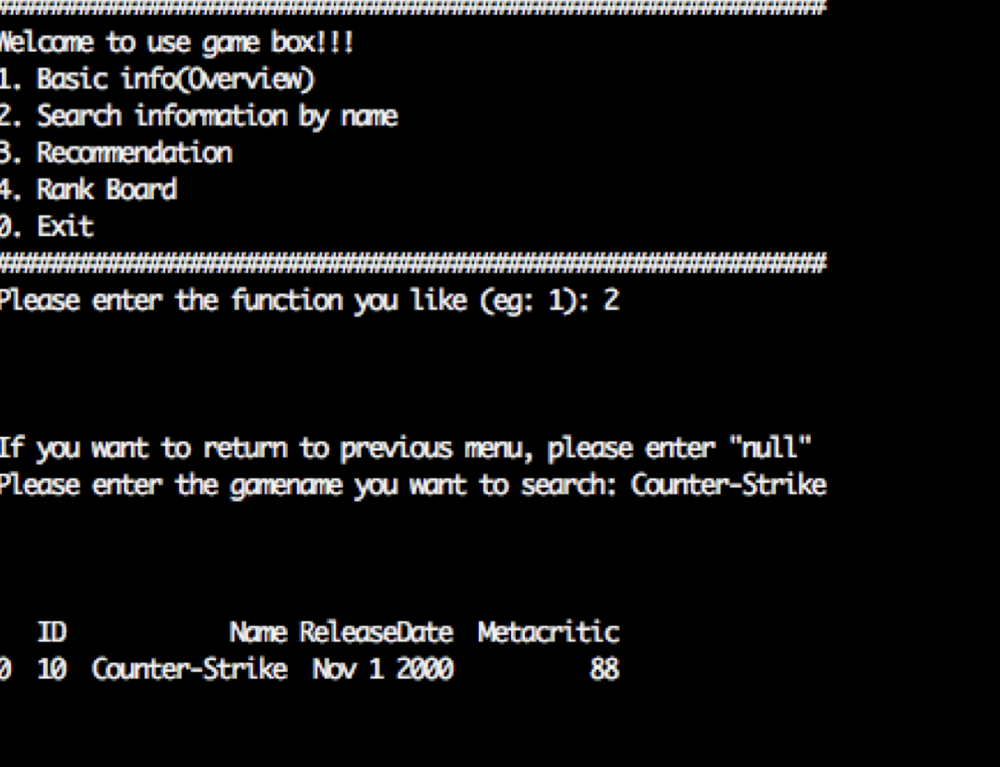 ################################################################
Welcome to use game box!!!
1. Basic info(Overview)
2. Search information by name
3. Recommendation
4. Rank Board
0. Exit
################################################################
Please enter the function you like (eg: 1): 2
If you want to return to previous menu, please enter "null"
Please enter the gamename you want to search: Counter-Strike
ID Name ReleaseDate Metacritic
0 10 Counter-Strike Nov 1 2000 88